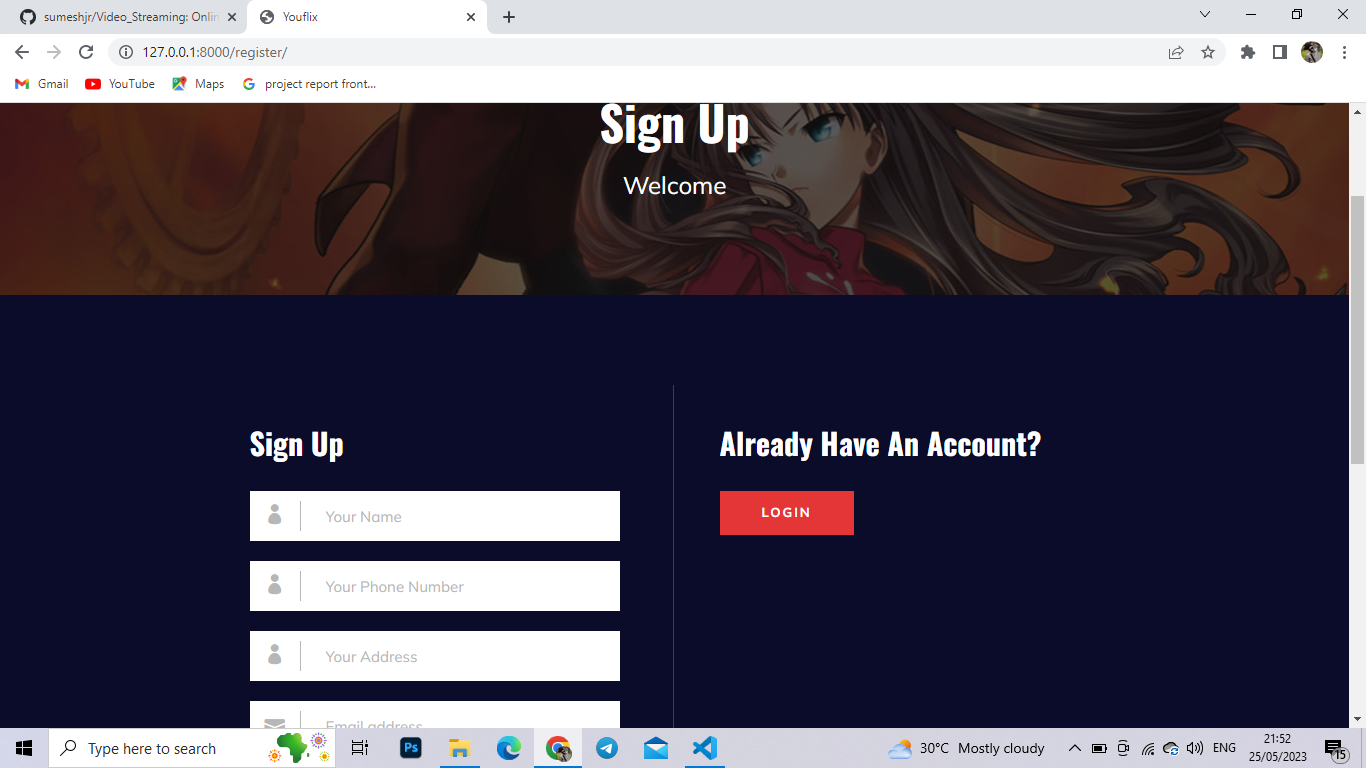 sumeshjr/Video_Streaming: Onlin
Youflix
127.0.0.1:8000/register/
Gmail
YouTube
Maps
project report front...
Sign Up
Welcome
Sign Up
Already Have An Account?
Your Name
LOGIN
Your Phone Number
Your Address
Email address
Type here to search
Ps
30°C Mostly cloudy
ENG
21:52
25/05/2023
15